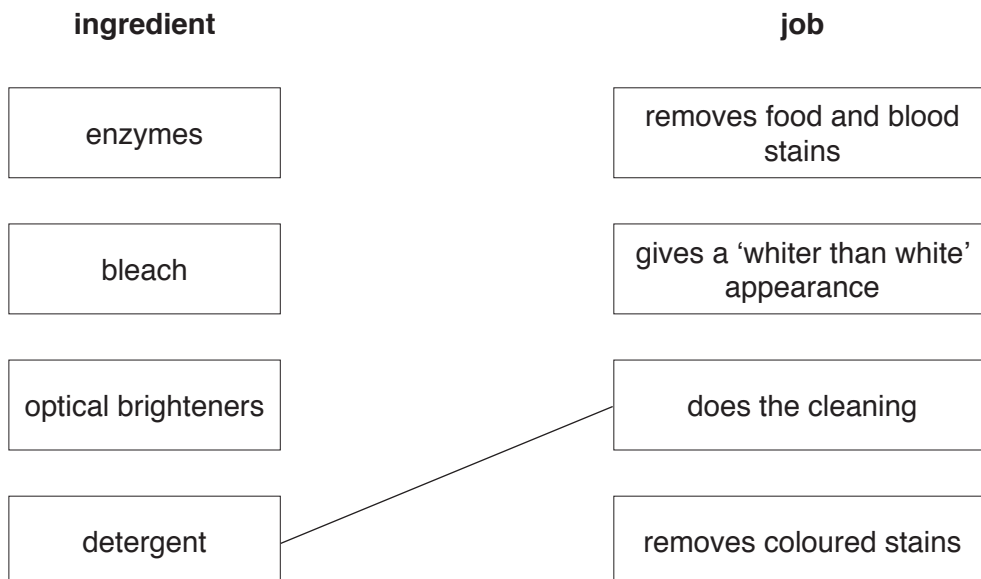 ingredient
job
enzymes
removes food and blood
stains
bleach
gives a ‘whiter than white’
appearance
optical brighteners
does the cleaning
detergent
removes coloured stains